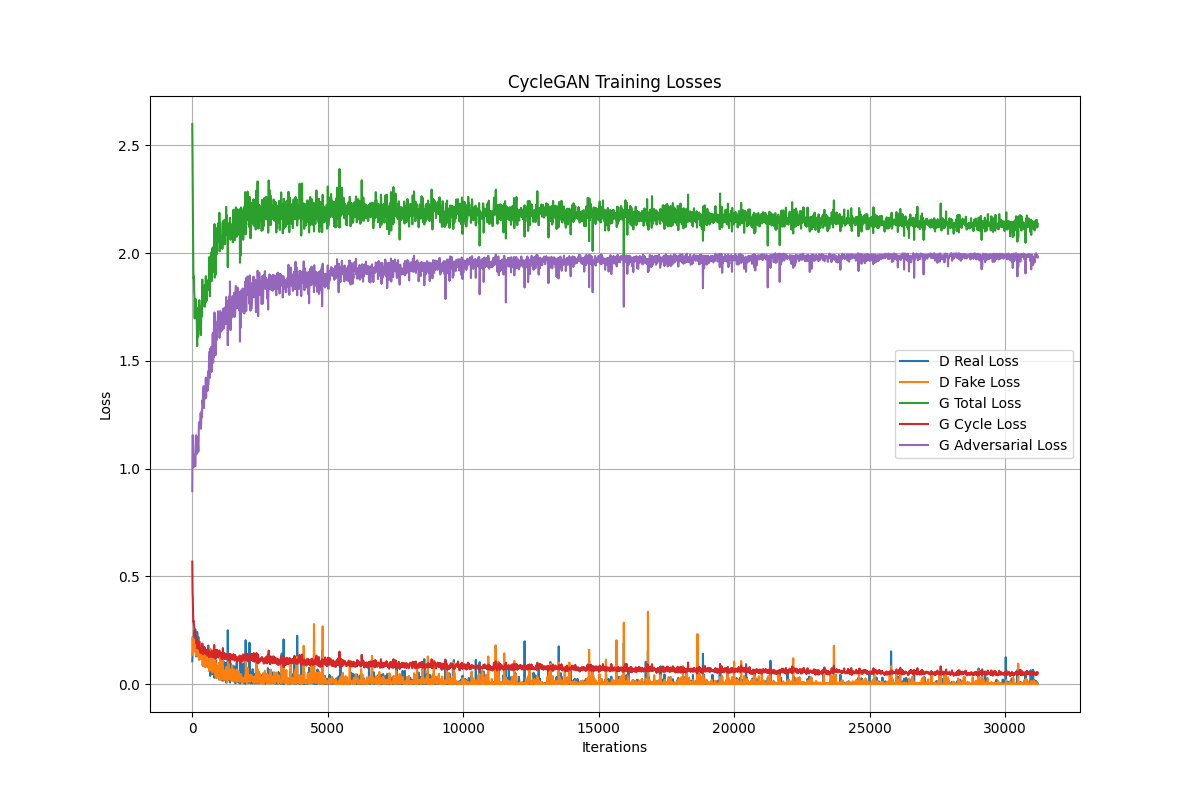 CycleGAN Training Losses
2.5
2.0
1.5
1.0
0.5
0.0
Loss
D Real Loss
D Fake Loss
G Total Loss
G Cycle Loss
G Adversarial Loss
0 5000 10000 15000 20000 25000 30000
Iterations